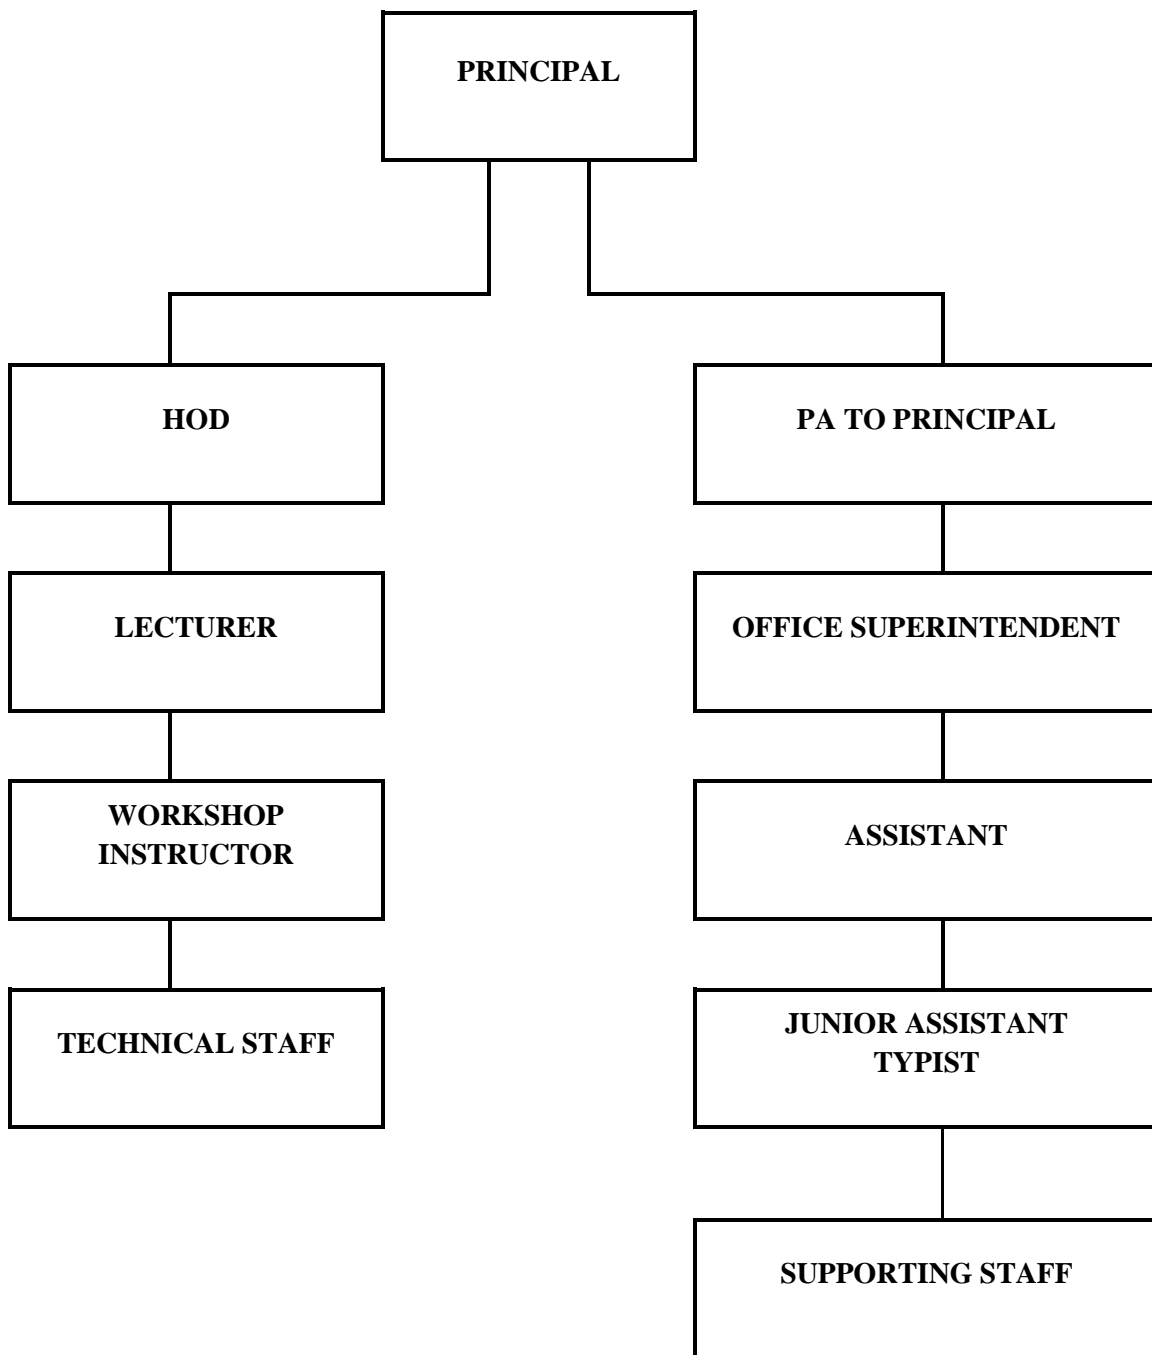 PRINCIPAL
HOD
PA TO PRINCIPAL
LECTURER
OFFICE SUPERINTENDENT
WORKSHOP
INSTRUCTOR
ASSISTANT
TECHNICAL STAFF
JUNIOR ASSISTANT
TYPIST
SUPPORTING STAFF